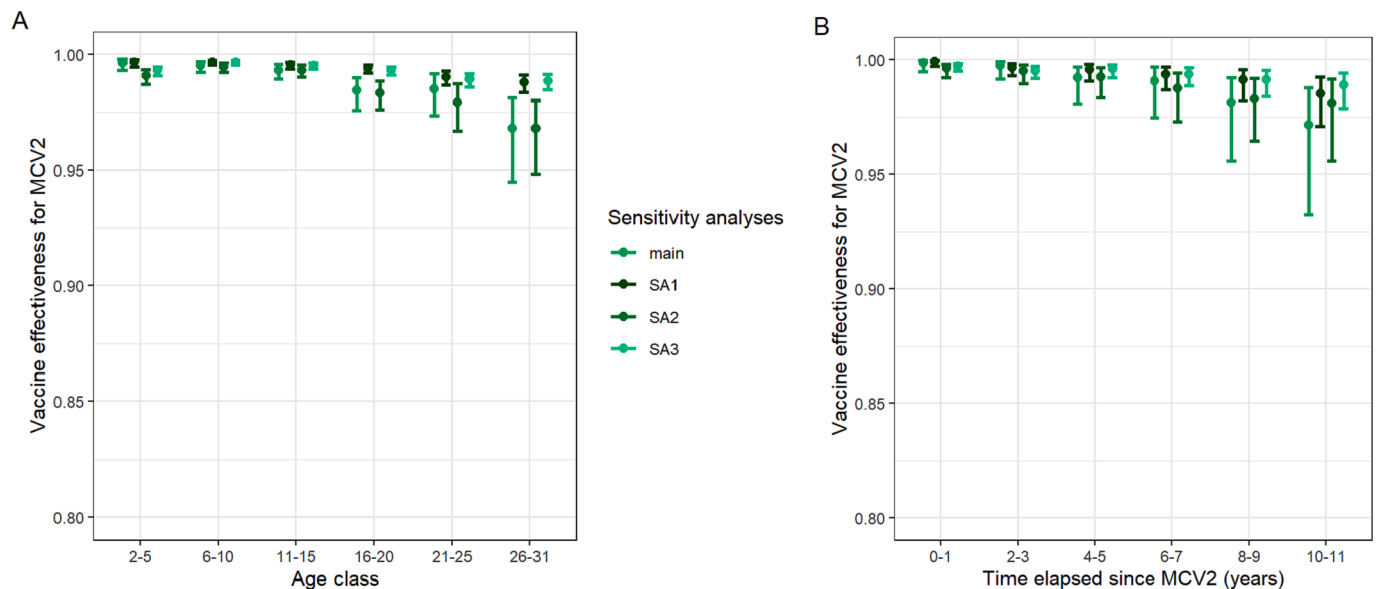 A
Vaccine effectiveness for MCV2
1.00
0.95
0.90
0.85
0.80
2-5 6-10 11-15 16-20 21-25 26-31
Age class
Sensitivity analyses
main
SA1
SA2
SA3
B
Vaccine effectiveness for MCV2
1.00
0.95
0.90
0.85
0.80
0-1 2-3 4-5 6-7 8-9 10-11
Time elapsed since MCV2 (years)